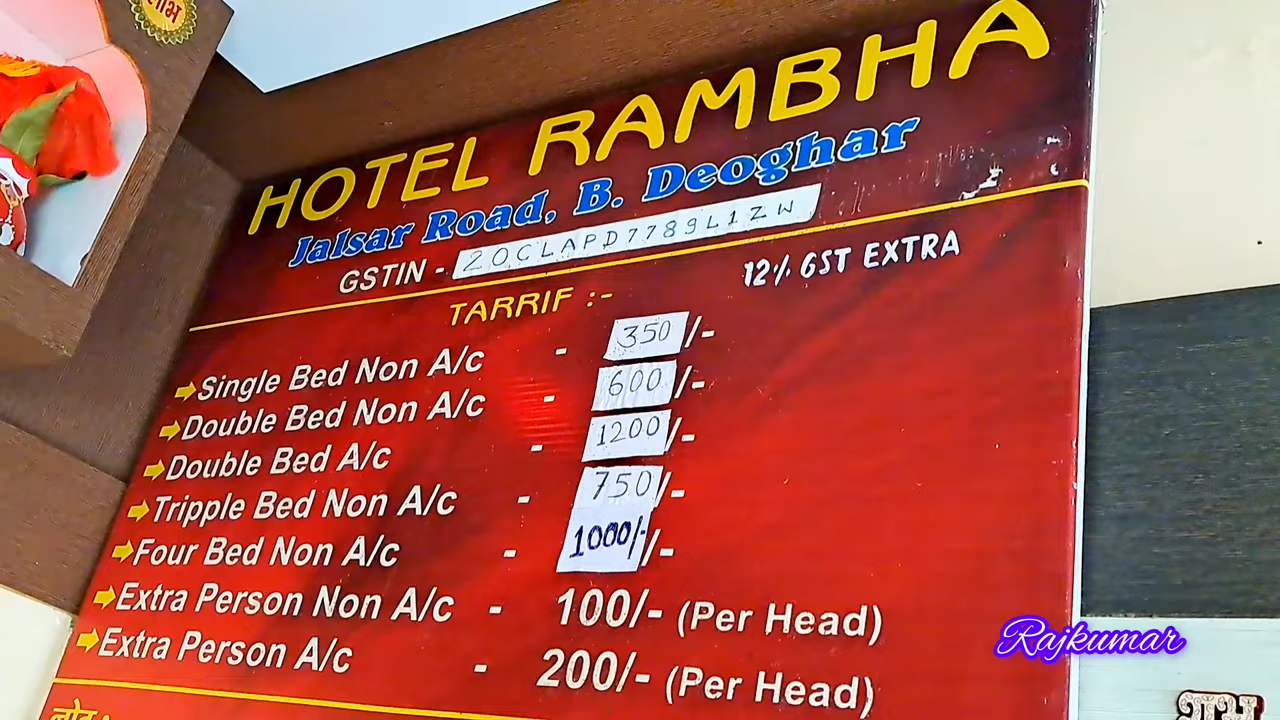 लाभ
HOTEL RAMBHA
Jalsar Road, B. Deoghar
GSTIN - 20CLAPD7789L1ZW
12% GST EXTRA
TARRIF :-
Single Bed Non A/c - 350/-
Double Bed Non A/c - 600/-
Double Bed A/c - 1200/-
Tripple Bed Non A/c - 750/-
Four Bed Non A/c - 1000/-/-
Extra Person Non A/c - 100/- (Per Head)
Extra Person A/c - 200/- (Per Head)
नोट :
Rajkumar
शुभ